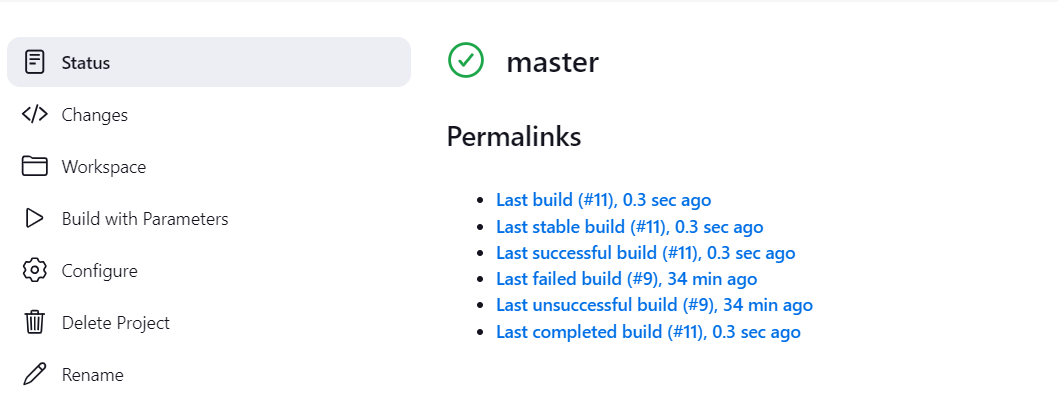 Status
Changes
Workspace
Build with Parameters
Configure
Delete Project
Rename
master
Permalinks
Last build (#11), 0.3 sec ago
Last stable build (#11), 0.3 sec ago
Last successful build (#11), 0.3 sec ago
Last failed build (#9), 34 min ago
Last unsuccessful build (#9), 34 min ago
Last completed build (#11), 0.3 sec ago